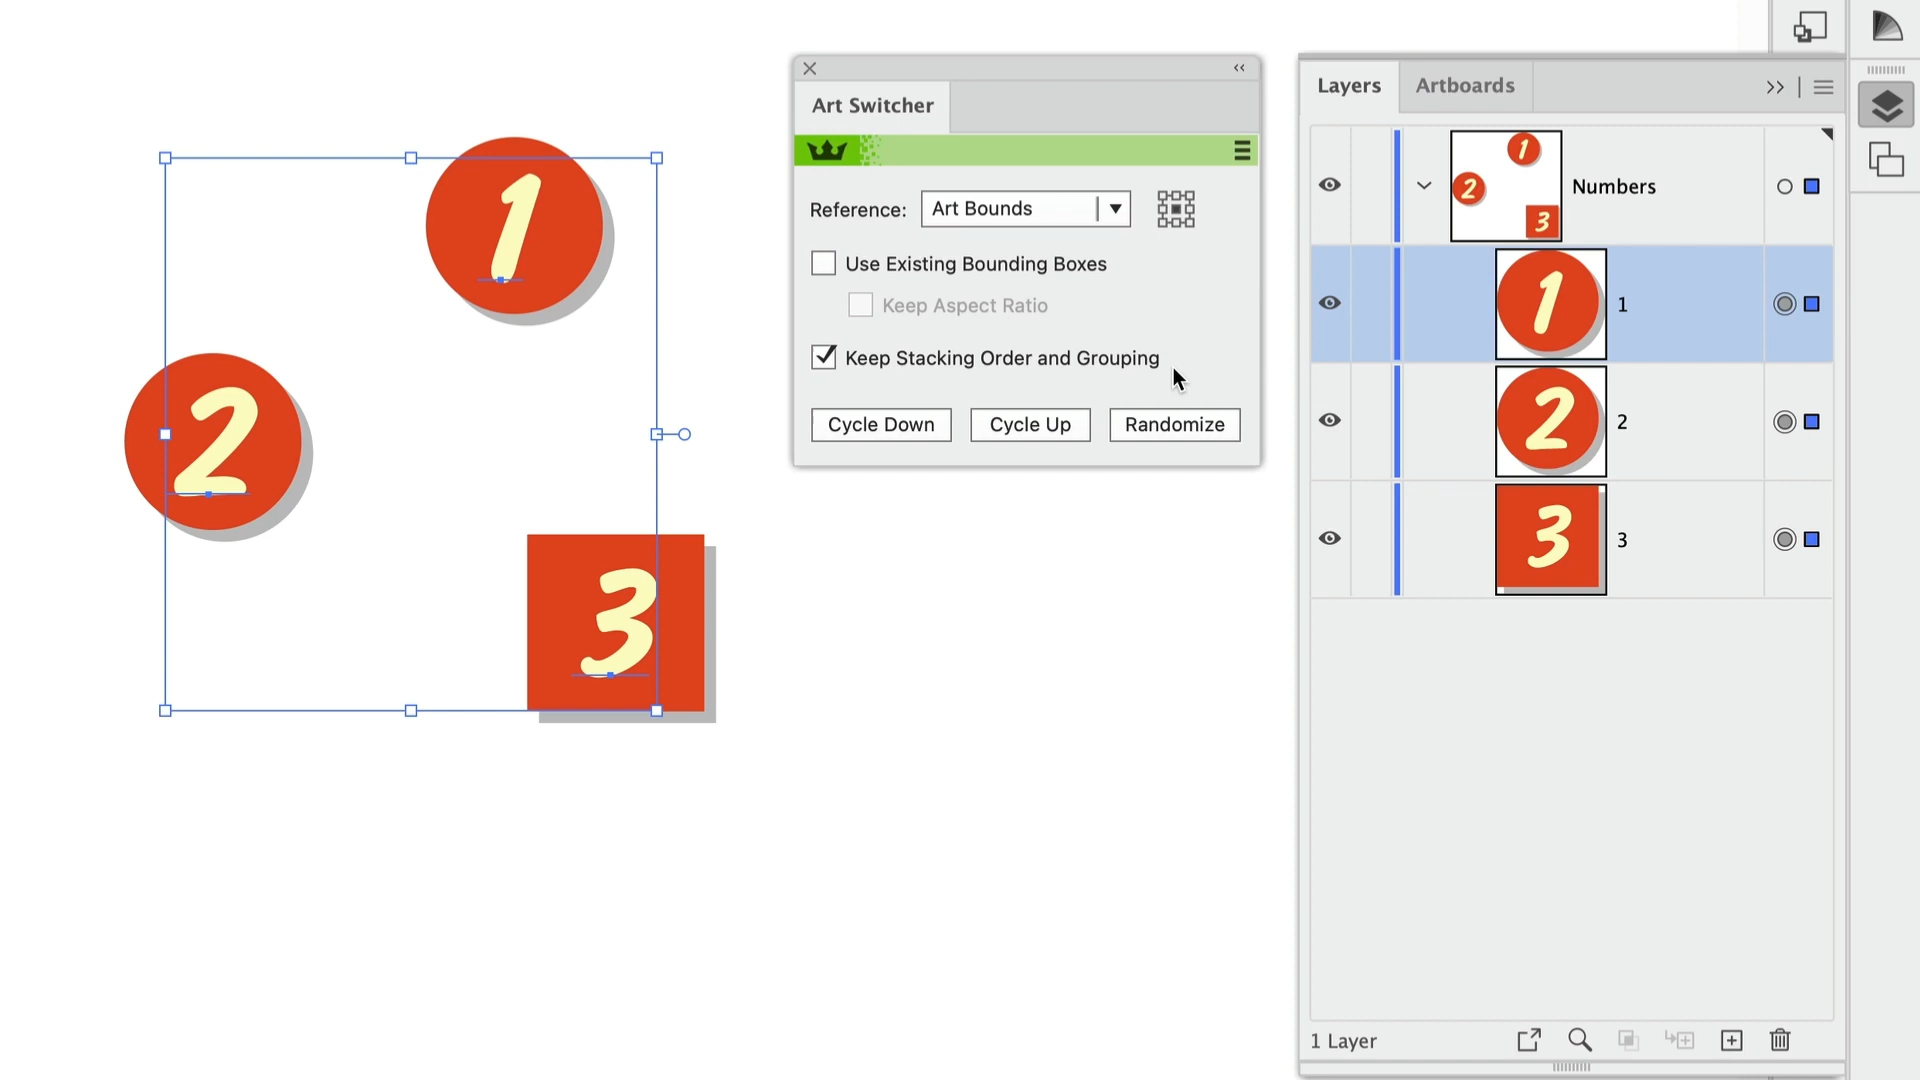 1
2
3
Art Switcher
Reference: Art Bounds
Use Existing Bounding Boxes
Keep Aspect Ratio
Keep Stacking Order and Grouping
Cycle Down Cycle Up Randomize
Layers Artboards
1
2
3
Numbers
1 1
2 2
3 3
1 Layer